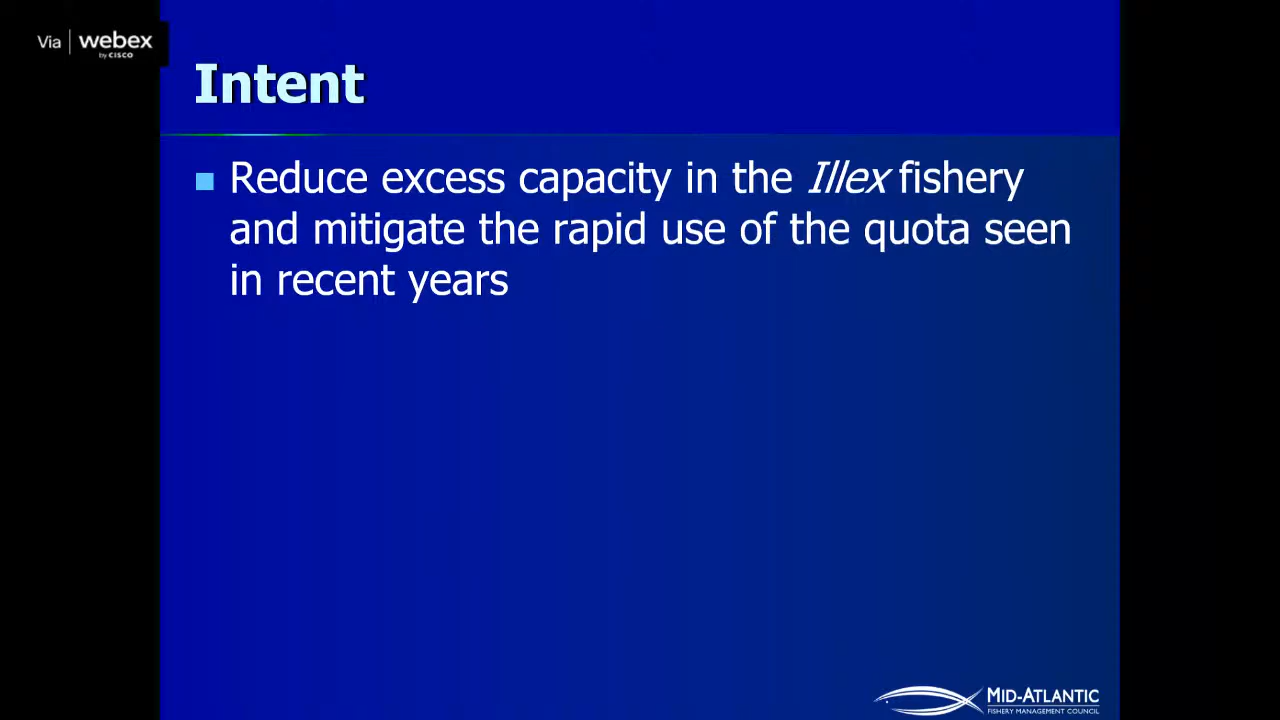 Via | webex
by CISCO
Intent
Reduce excess capacity in the Illex fishery
and mitigate the rapid use of the quota seen
in recent years
MID-ATLANTIC
FISHERY MANAGEMENT COUNCIL